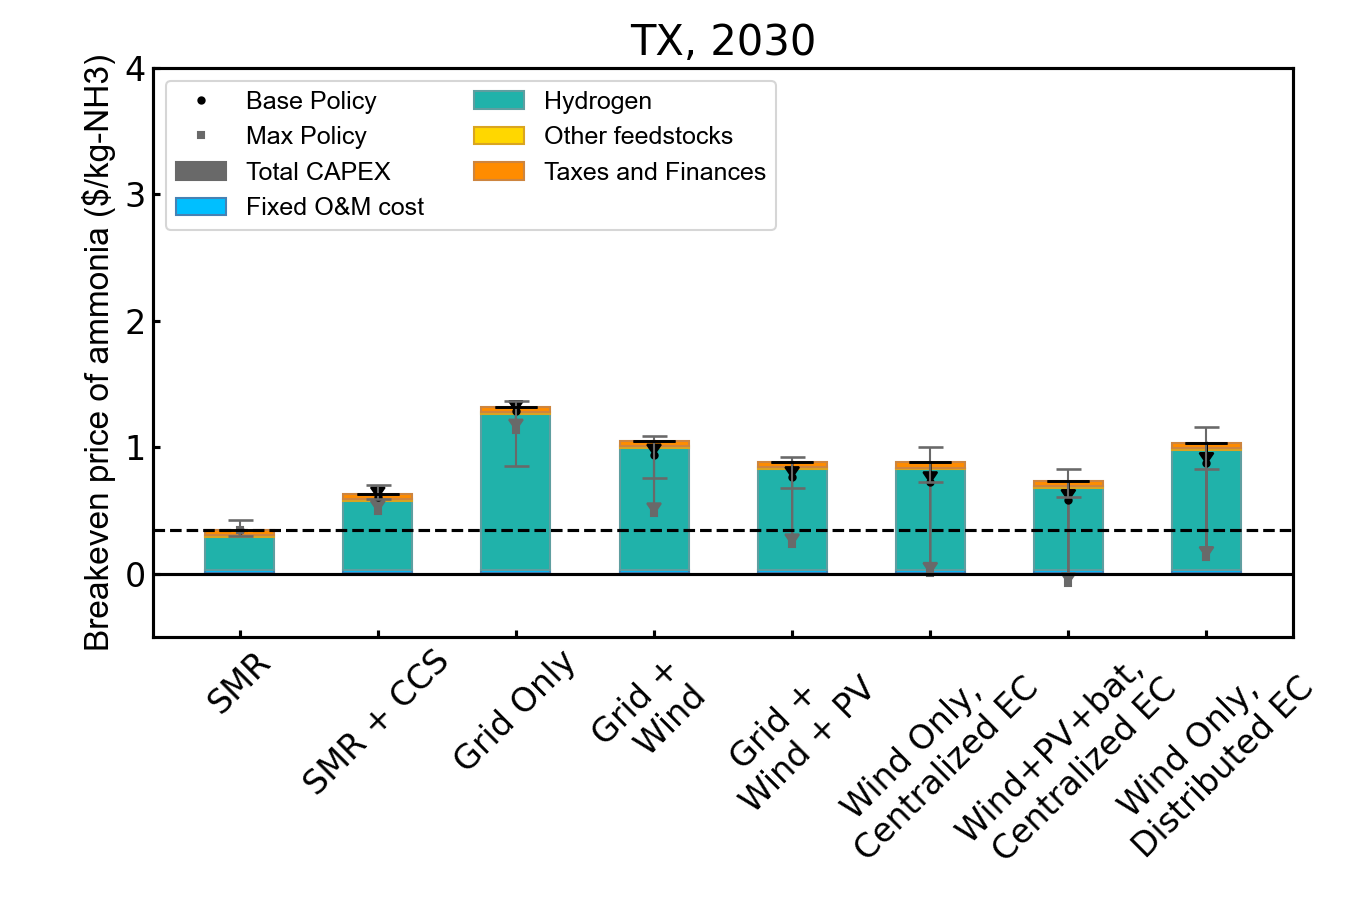 TX, 2030
Breakeven price of ammonia ($/kg-NH3)
4
3
2
1
0
Base Policy
Max Policy
Total CAPEX
Fixed O&M cost
Hydrogen
Other feedstocks
Taxes and Finances
SMR
SMR + CCS
Grid Only
Grid +
Wind
Grid +
Wind + PV
Wind Only,
Centralized EC
Wind+PV+bat,
Centralized EC
Wind Only,
Distributed EC